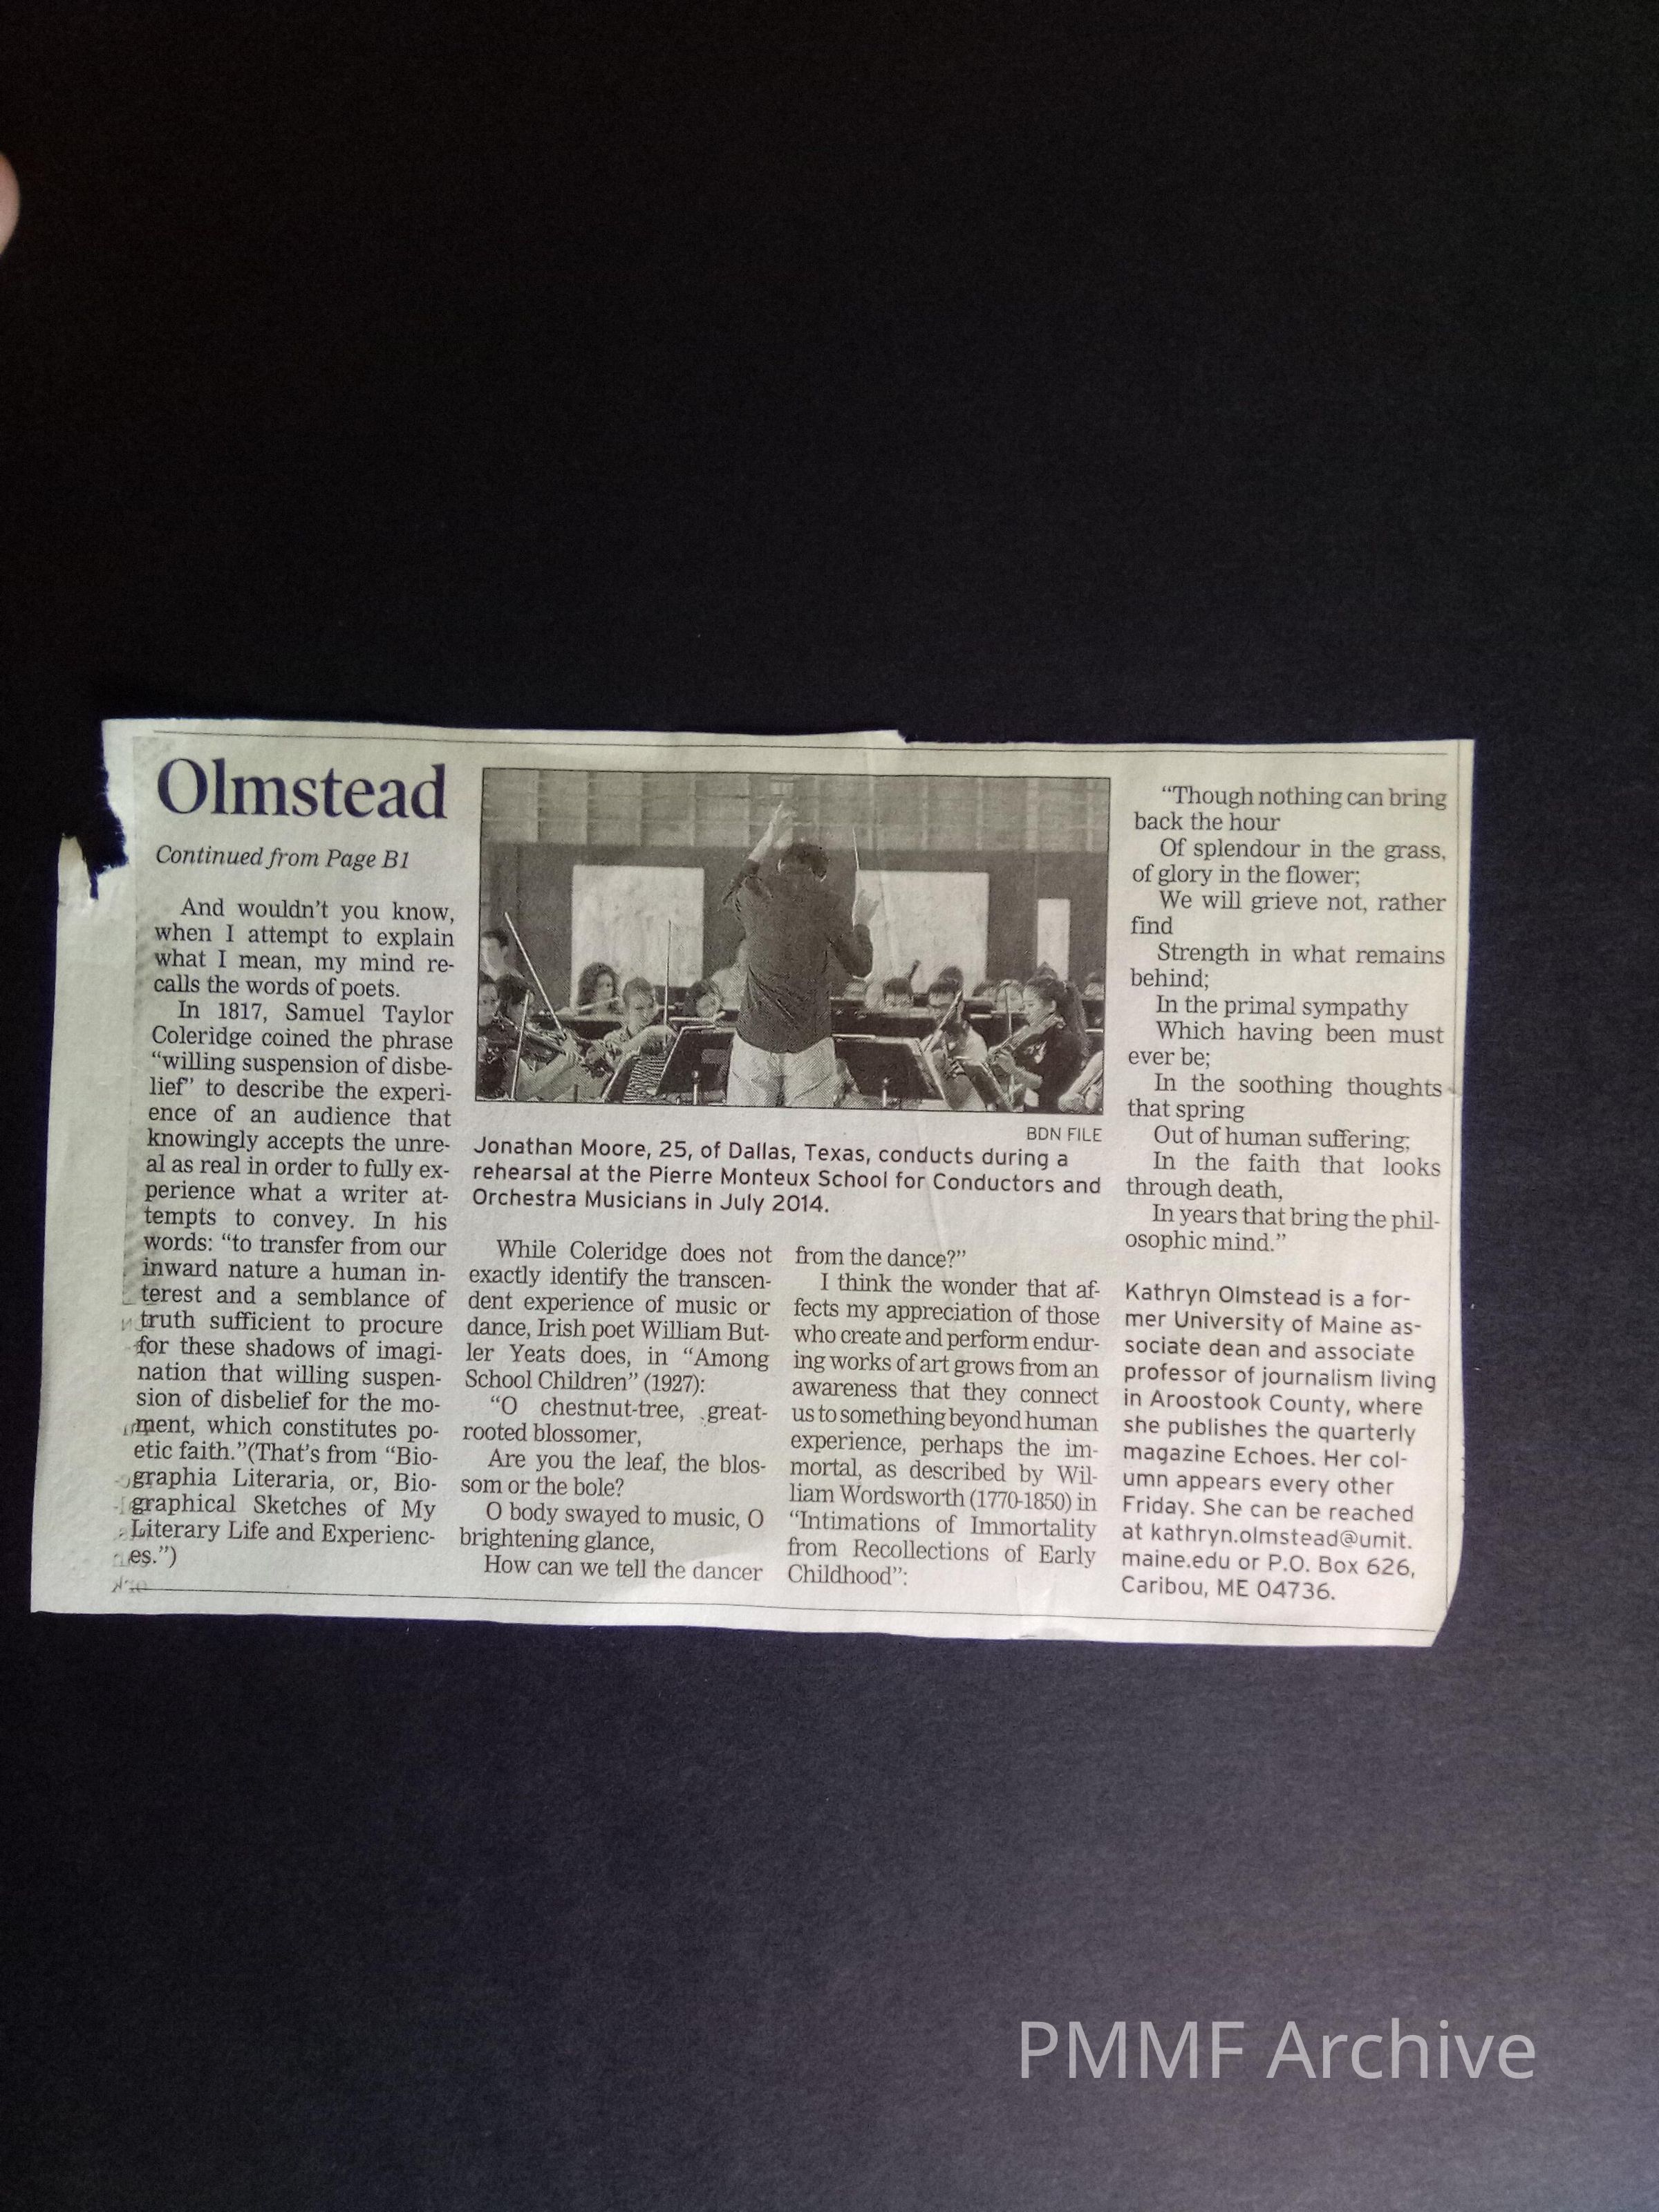 Olmstead
Continued from Page B1
And wouldn't you know,
when I attempt to explain
what I mean, my mind re-
calls the words of poets.
In 1817, Samuel Taylor
Coleridge coined the phrase
“willing suspension of disbe-
lief” to describe the experi-
ence of an audience that
knowingly accepts the unre-
al as real in order to fully ex-
perience what a writer at-
tempts to convey. In his
words: “to transfer from our
inward nature a human in-
terest and a semblance of
truth sufficient to procure
for these shadows of imagi-
nation that willing suspen-
sion of disbelief for the mo-
ment, which constitutes po-
etic faith.”(That's from “Bio-
graphia Literaria, or, Bio-
graphical Sketches of My
Literary Life and Experienc-
es.”)
BDN FILE
Jonathan Moore, 25, of Dallas, Texas, conducts during a
rehearsal at the Pierre Monteux School for Conductors and
Orchestra Musicians in July 2014.
While Coleridge does not
exactly identify the transcen-
dent experience of music or
dance, Irish poet William But-
ler Yeats does, in “Among
School Children” (1927):
“O chestnut-tree, great-
rooted blossomer,
Are you the leaf, the blos-
som or the bole?
O body swayed to music, O
brightening glance,
How can we tell the dancer
from the dance?”
I think the wonder that af-
fects my appreciation of those
who create and perform endur-
ing works of art grows from an
awareness that they connect
us to something beyond human
experience, perhaps the im-
mortal, as described by Wil-
liam Wordsworth (1770-1850) in
“Intimations of Immortality
from Recollections of Early
Childhood”:
“Though nothing can bring
back the hour
Of splendour in the grass,
of glory in the flower;
We will grieve not, rather
find
Strength in what remains
behind;
In the primal sympathy
Which having been must
ever be;
In the soothing thoughts
that spring
Out of human suffering;
In the faith that looks
through death,
In years that bring the phil-
osophic mind.”
Kathryn Olmstead is a for-
mer University of Maine as-
sociate dean and associate
professor of journalism living
in Aroostook County, where
she publishes the quarterly
magazine Echoes. Her col-
umn appears every other
Friday. She can be reached
at kathryn.olmstead@umit.
maine.edu or P.O. Box 626,
Caribou, ME 04736.
PMMF Archive